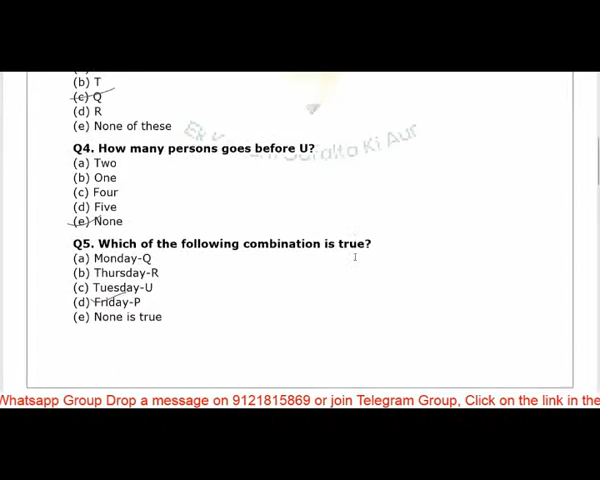 (b) T
(c) Q
(d) R
(e) None of these
Q4. How many persons goes before U?
(a) Two
(b) One
(c) Four
(d) Five
(e) None
Q5. Which of the following combination is true?
(a) Monday-Q
(b) Thursday-R
(c) Tuesday-U
(d) Friday-P
(e) None is true
Ki Aur
Whatsapp Group Drop a message on 9121815869 or join Telegram Group, Click on the link in the